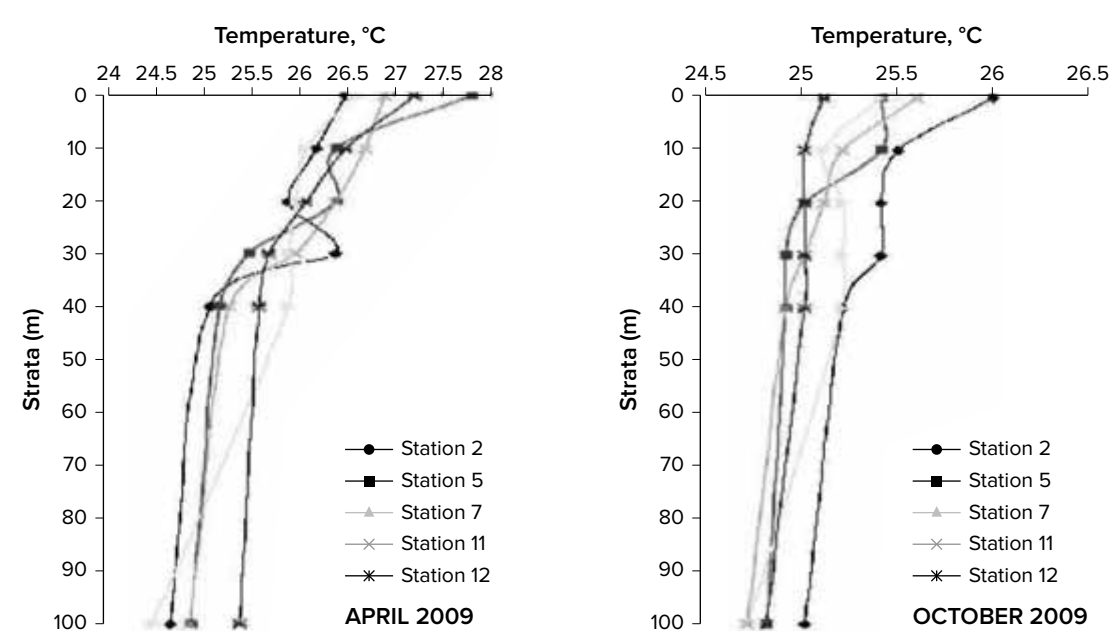 Temperature, °C
24 24.5 25 25.5 26 26.5 27 27.5 28
0
10
20
30
40
50
60
70
80
90
100
Strata (m)
Station 2
Station 5
Station 7
Station 11
Station 12
APRIL 2009
Temperature, °C
24.5 25 25.5 26 26.5
0
10
20
30
40
50
60
70
80
90
100
Strata (m)
Station 2
Station 5
Station 7
Station 11
Station 12
OCTOBER 2009